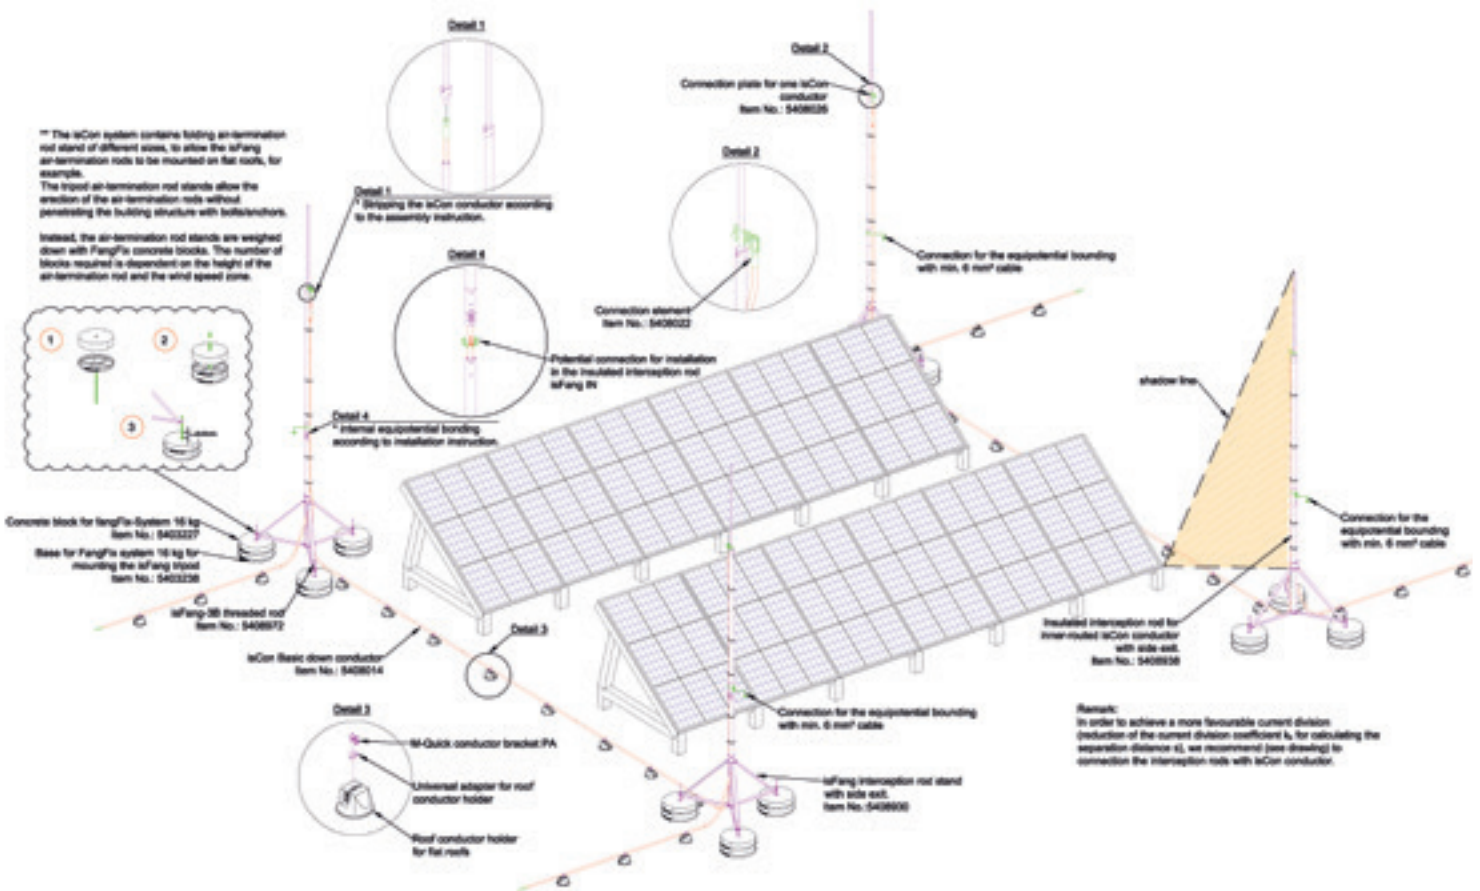 Detail 1
Detail 2
Connection plate for one isCon
conductor
Item No.: 5408026
** The isCon system contains folding air-termination
rod stand of different sizes, to allow the isFang
air-termination rods to be mounted on flat roofs, for
example.
The tripod air-termination rod stands allow the
erection of the air-termination rods without
penetrating the building structure with bolts/anchors.
Instead, the air-termination rod stands are weighed
down with FangFix concrete blocks. The number of
blocks required is dependent on the height of the
air-termination rod and the wind speed zone.
Detail 1
* Stripping the isCon conductor according
to the assembly instruction.
Detail 2
Connection element
Item No.: 5408022
Connection for the equipotential bounding
with min. 6 mm² cable
Detail 4
Potential connection for installation
in the insulated interception rod
isFang IN
1
2
3
Detail 4
* Internal equipotential bonding
according to installation instruction.
shadow line
Concrete block for fangFix-System 16 kg
Item No.: 5403227
Base for FangFix system 16 kg for
mounting the isFang tripod
Item No.: 5403238
isFang-3B threaded rod
Item No.: 5408972
isCon Basic down conductor
Item No.: 5408014
Detail 3
Connection for the
equipotential bounding
with min. 6 mm² cable
Insulated interception rod for
inner-routed isCon conductor
with side exit.
Item No.: 5408938
Detail 3
M-Quick conductor bracket PA
Universal adapter for roof
conductor holder
Roof conductor holder
for flat roofs
Connection for the equipotential bounding
with min. 6 mm² cable
isFang interception rod stand
with side exit.
Item No.:5408930
Remark:
In order to achieve a more favourable current division
(reduction of the current division coefficient kc for calculating the
separation distance s), we recommend (see drawing) to
connection the interception rods with isCon conductor.